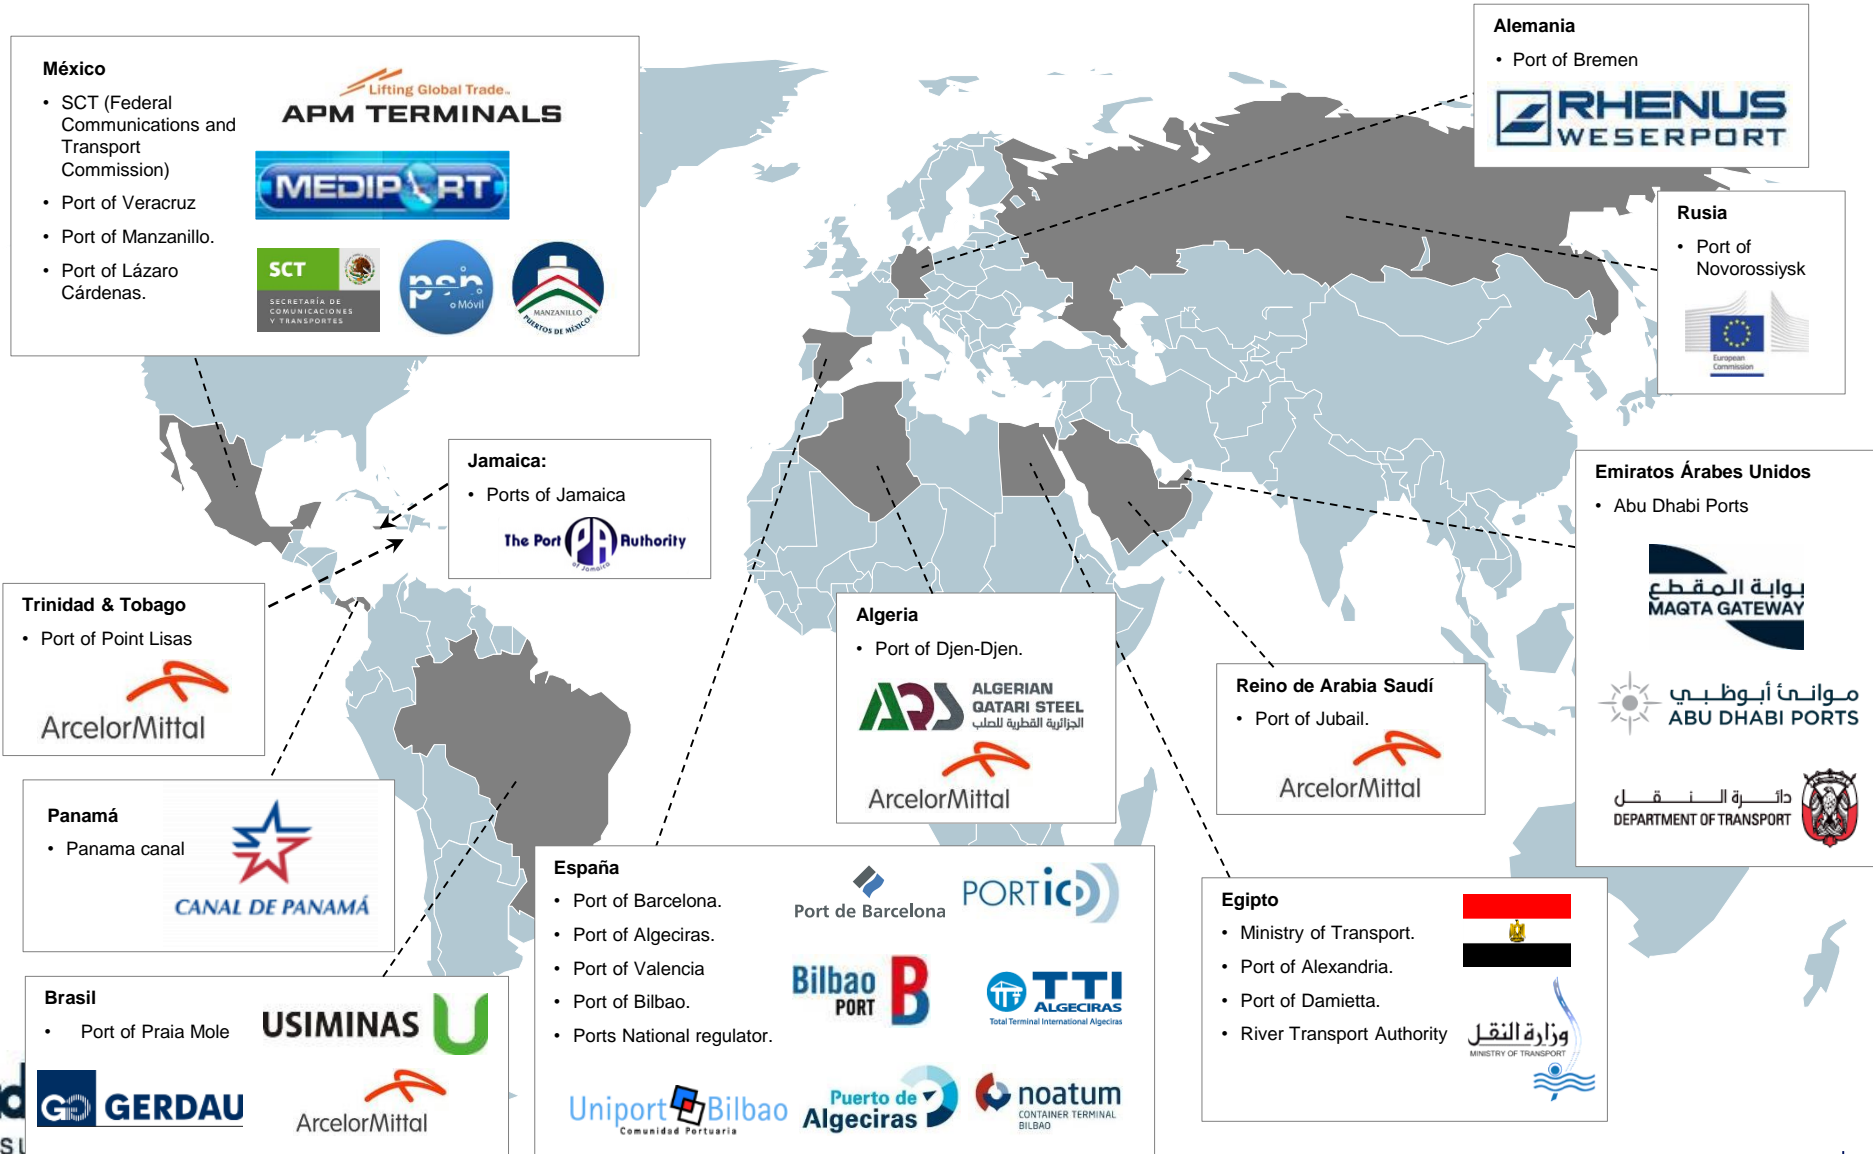 México
• SCT (Federal
Communications and
Transport
Commission)
• Port of Veracruz
• Port of Manzanillo.
• Port of Lázaro
Cárdenas.
Lifting Global Trade.
APM TERMINALS
MEDIPORT
SCT
SECRETARÍA DE
COMUNICACIONES
Y TRANSPORTES
psp
Móvil
MANZANILLO
PUERTOS DE MÉXICO
Alemania
• Port of Bremen
RHENUS
WESERPORT
Rusia
• Port of
Novorossiysk
European
Commission
Jamaica:
• Ports of Jamaica
The Port PA Authority
of Jamaica
Trinidad & Tobago
• Port of Point Lisas
ArcelorMittal
Panamá
• Panama canal
CANAL DE PANAMÁ
Brasil
• Port of Praia Mole
USIMINAS
GERDAU
ArcelorMittal
España
• Port of Barcelona.
• Port of Algeciras.
• Port of Valencia
• Port of Bilbao.
• Ports National regulator.
Port de Barcelona
PORTIC
Bilbao
PORT
B
TTI
ALGECIRAS
Total Terminal International Algeciras
Uniport Bilbao
Comunidad Portuaria
Puerto de
Algeciras
noatum
CONTAINER TERMINAL
BILBAO
Algeria
• Port of Djen-Djen.
AQS
ALGERIAN
QATARI STEEL
الجزائرية القطرية للصلب
ArcelorMittal
Reino de Arabia Saudí
• Port of Jubail.
ArcelorMittal
Emiratos Árabes Unidos
• Abu Dhabi Ports
بوابة المقطع
MAQTA GATEWAY
موانئ أبوظبي
ABU DHABI PORTS
دائرة النقل
DEPARTMENT OF TRANSPORT
Egipto
• Ministry of Transport.
• Port of Alexandria.
• Port of Damietta.
• River Transport Authority
وزارة النقل
MINISTRY OF TRANSPORT